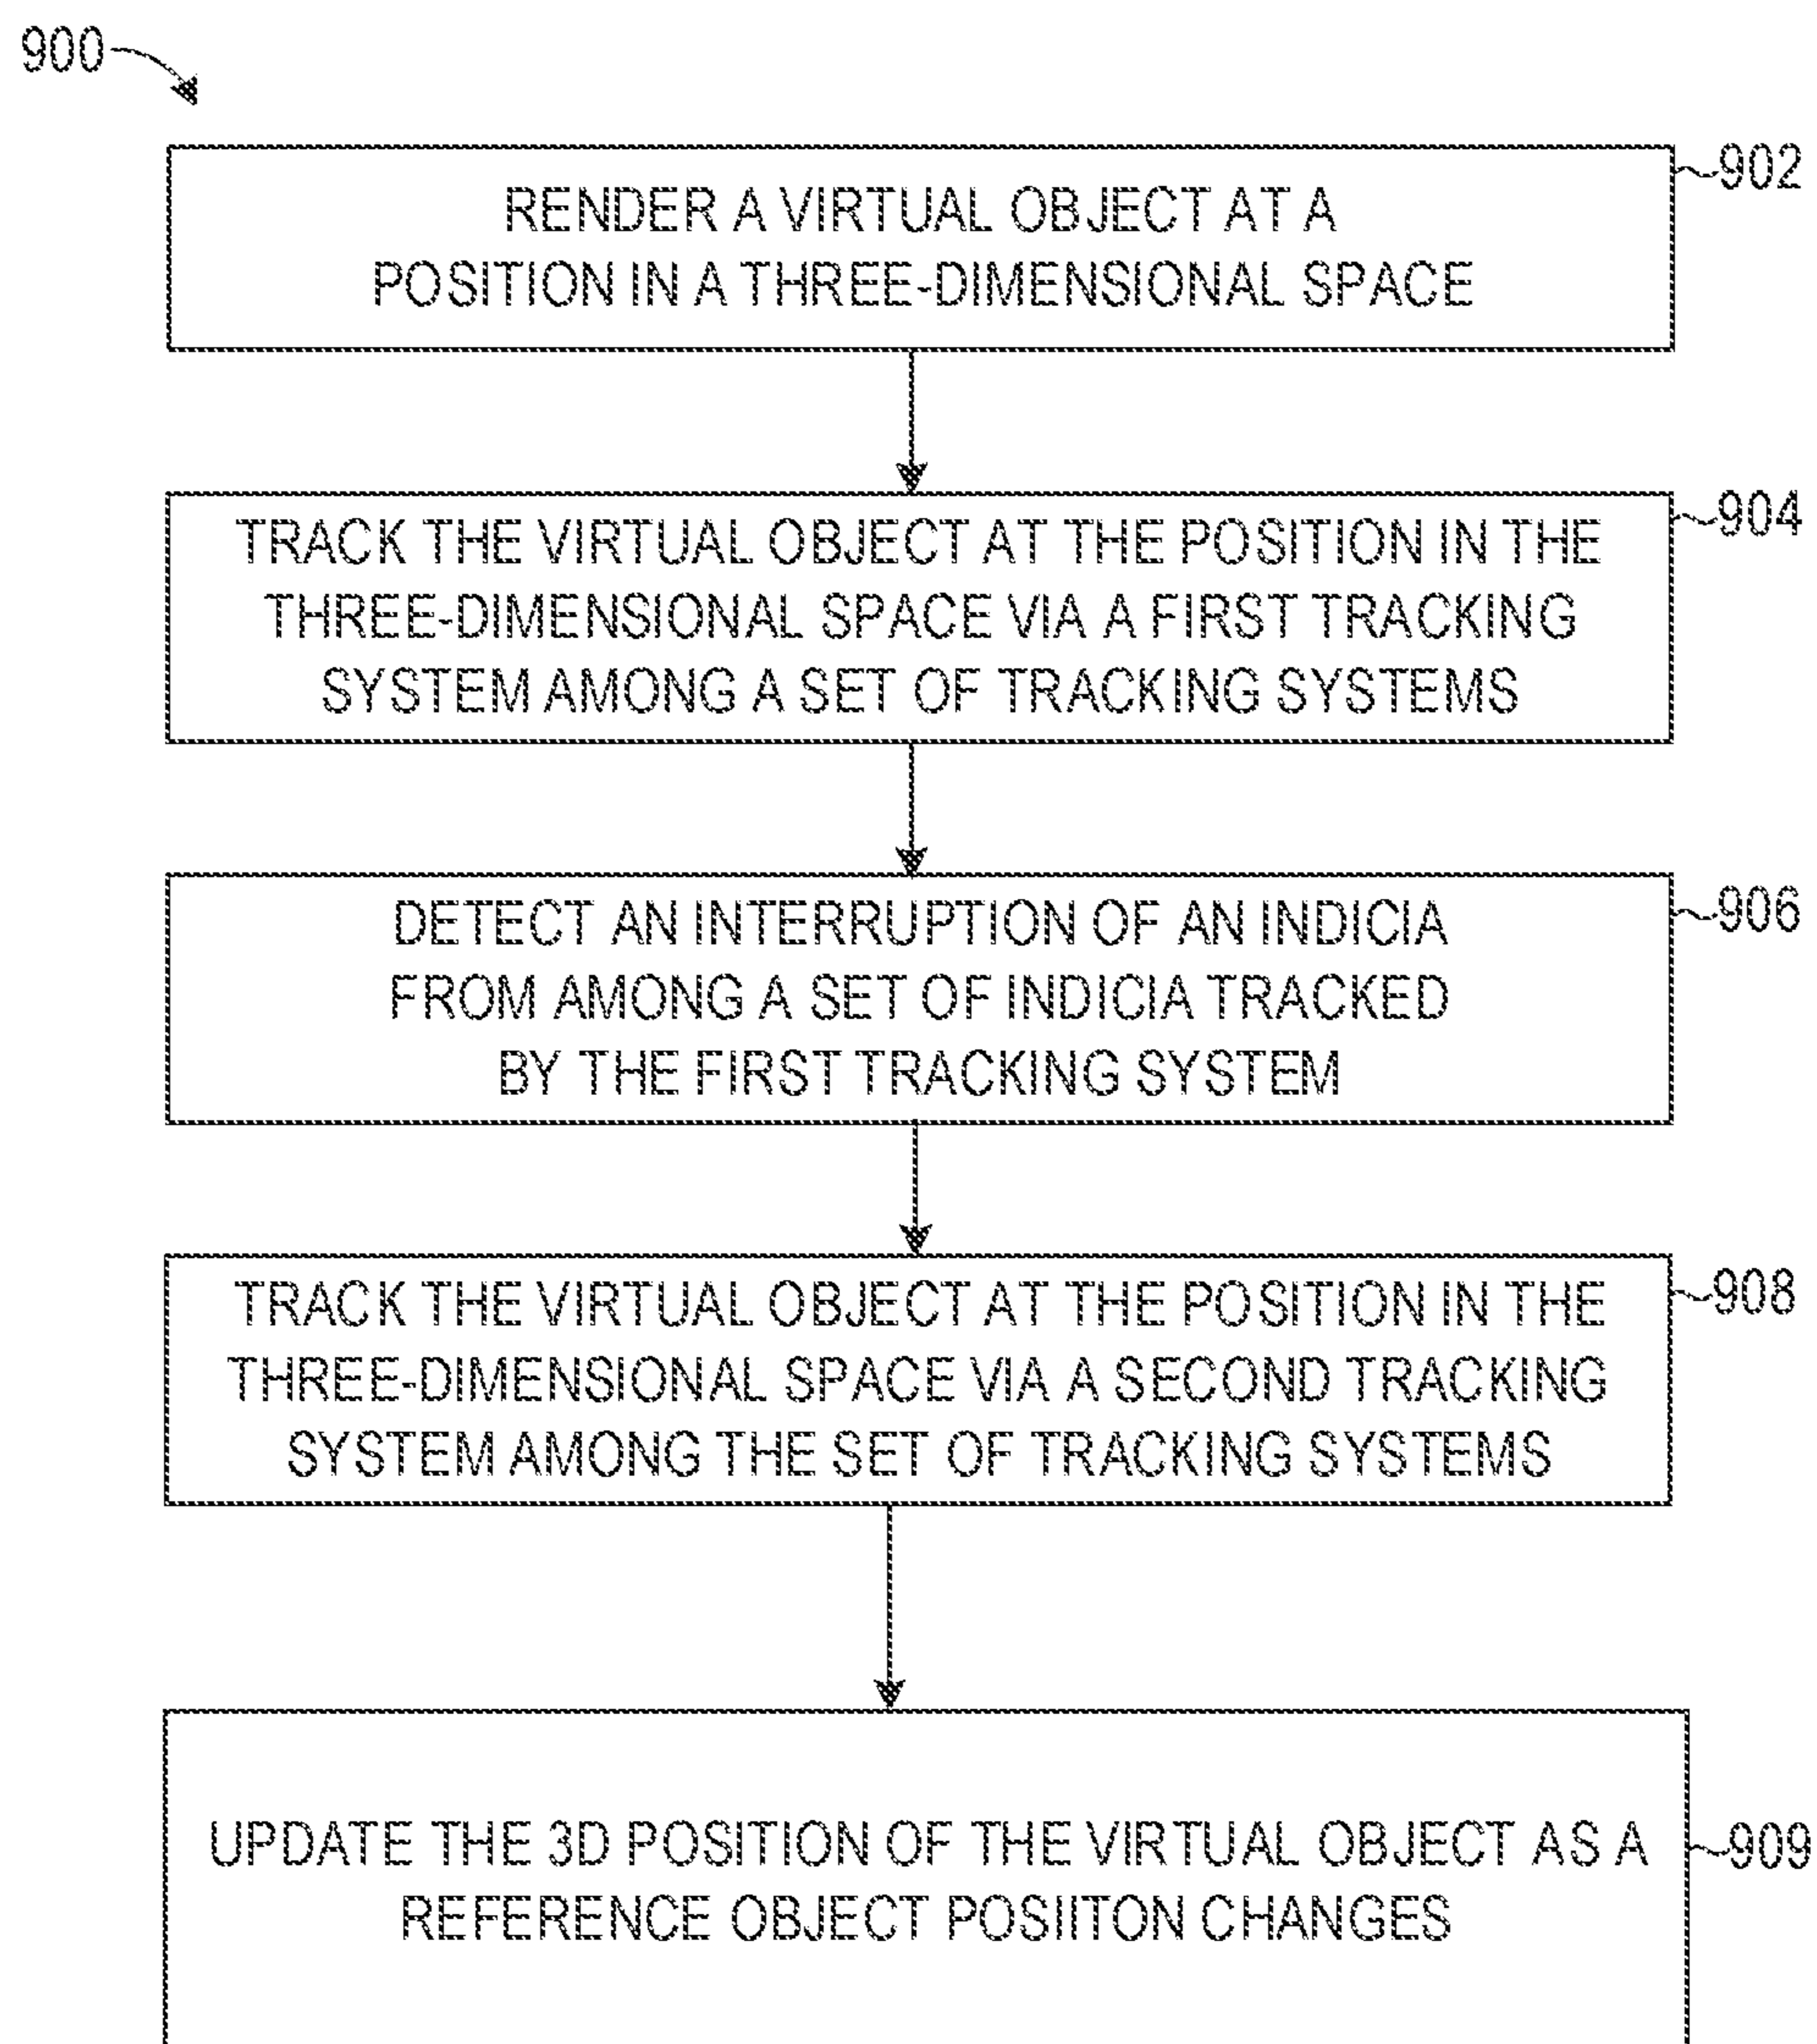 900
902
RENDER A VIRTUAL OBJECT AT A
POSITION IN A THREE-DIMENSIONAL SPACE
904
TRACK THE VIRTUAL OBJECT AT THE POSITION IN THE
THREE-DIMENSIONAL SPACE VIA A FIRST TRACKING
SYSTEM AMONG A SET OF TRACKING SYSTEMS
906
DETECT AN INTERRUPTION OF AN INDICIA
FROM AMONG A SET OF INDICIA TRACKED
BY THE FIRST TRACKING SYSTEM
908
TRACK THE VIRTUAL OBJECT AT THE POSITION IN THE
THREE-DIMENSIONAL SPACE VIA A SECOND TRACKING
SYSTEM AMONG THE SET OF TRACKING SYSTEMS
909
UPDATE THE 3D POSITION OF THE VIRTUAL OBJECT AS A
REFERENCE OBJECT POSIITON CHANGES